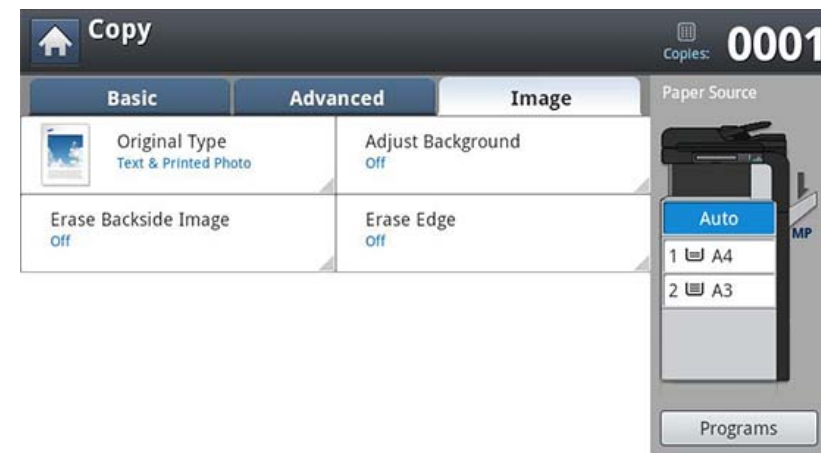 Copy
Copies: 0001
Basic Advanced Image
Paper Source
Original Type
Text & Printed Photo
Adjust Background
Off
Erase Backside Image
Off
Erase Edge
Off
Auto
MP
1 A4
2 A3
Programs